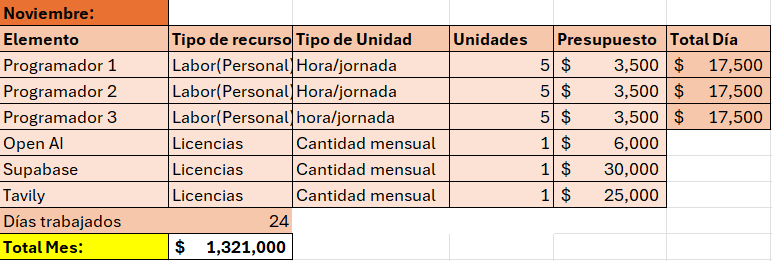 Noviembre:
Elemento Tipo de recurso Tipo de Unidad Unidades Presupuesto Total Día
Programador 1 Labor(Personal) Hora/jornada 5 $ 3,500 $ 17,500
Programador 2 Labor(Personal) Hora/jornada 5 $ 3,500 $ 17,500
Programador 3 Labor(Personal) hora/jornada 5 $ 3,500 $ 17,500
Open AI Licencias Cantidad mensual 1 $ 6,000
Supabase Licencias Cantidad mensual 1 $ 30,000
Tavily Licencias Cantidad mensual 1 $ 25,000
Días trabajados 24
Total Mes: $ 1,321,000